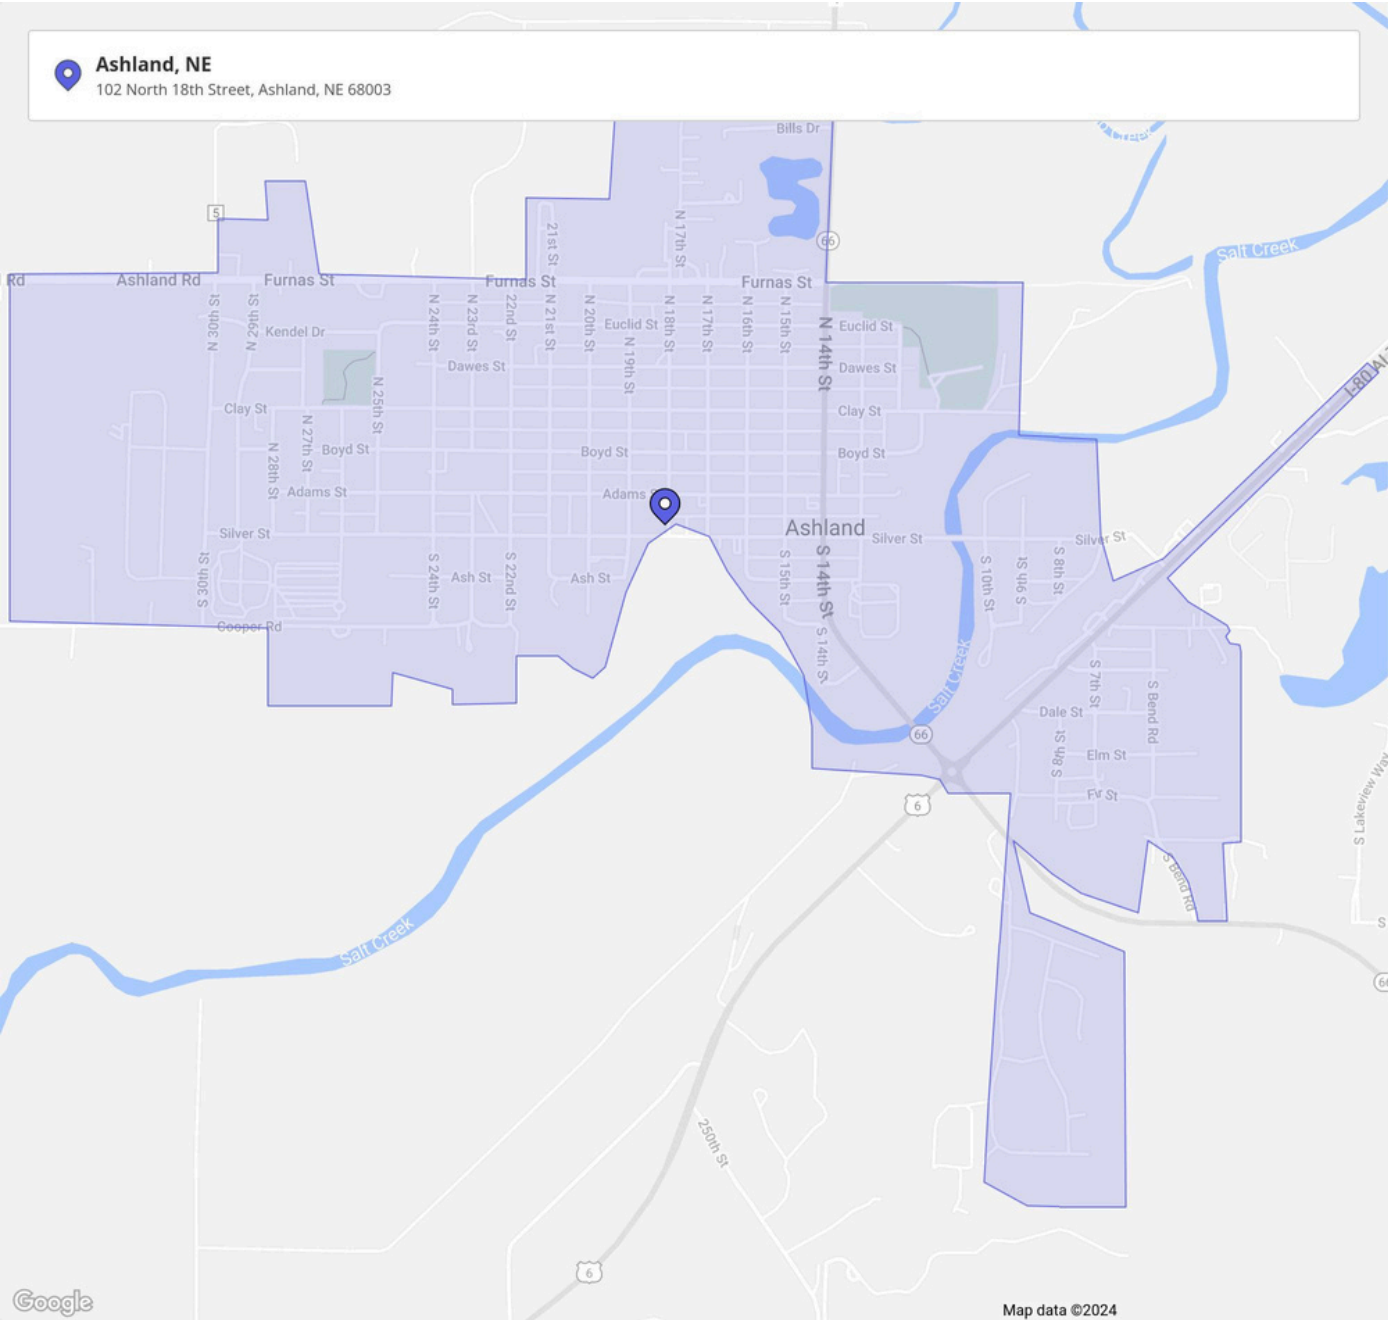 Ashland, NE
102 North 18th Street, Ashland, NE 68003
Bills Dr
Salt Creek
5
66
N 17th St
21st St
Rd
Ashland Rd
Furnas St
Furnas St
Furnas St
N 30th St
N 29th St
Kendel Dr
N 24th St
N 23rd St
22nd St
N 21st St
N 20th St
Euclid St
N 19th St
N 18th St
N 17th St
N 16th St
N 15th St
N 14th St
Euclid St
Dawes St
Dawes St
I-80 Al
N 25th St
Clay St
Clay St
N 27th St
Boyd St
Boyd St
Boyd St
N 28th St
Adams St
Adams S
Ashland
Silver St
Silver St
Silver St
S 30th St
S 24th St
Ash St
S 22nd St
Ash St
S 15th St
S 14th St
S 10th St
S 9th St
S 8th St
Cooper Rd
S 14th St
Salt Creek
S 7th St
S Bend Rd
Dale St
66
S 8th St
Elm St
Fir St
6
S Lakeview Way
S Bend Rd
S
Salt Creek
66
250th St
6
Google
Map data ©2024